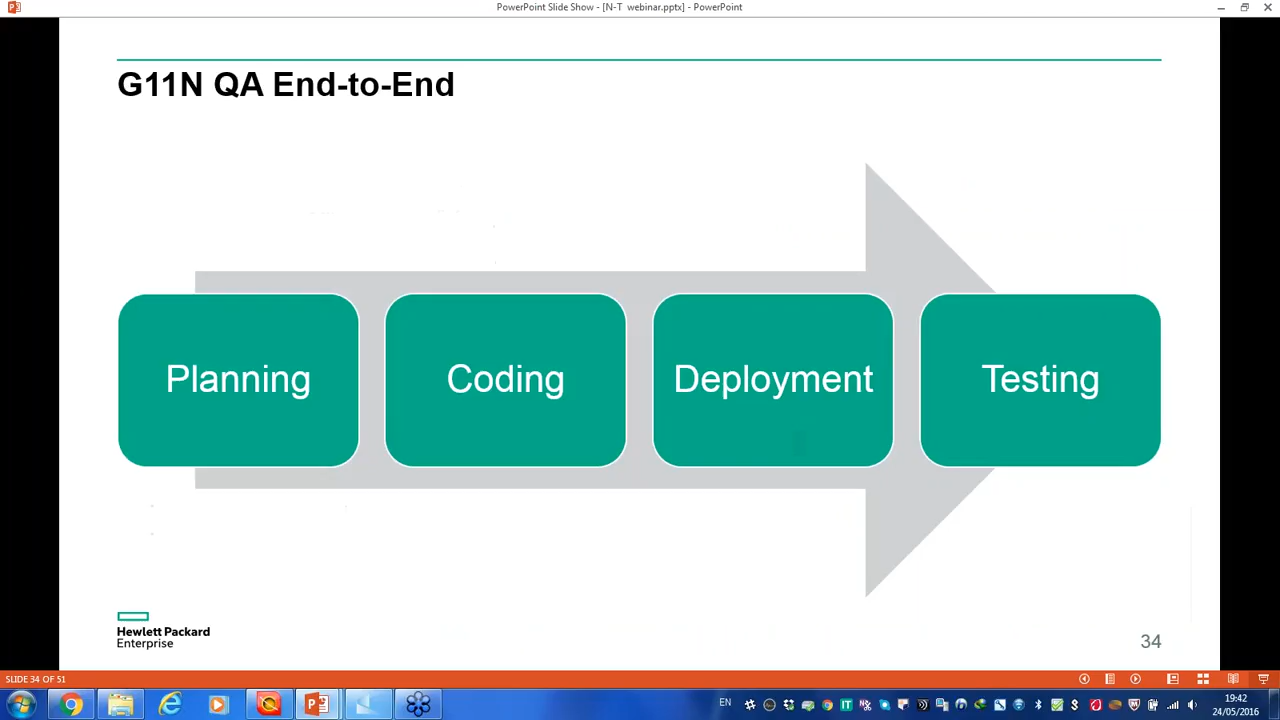 PowerPoint Slide Show - [N-T webinar.pptx] - PowerPoint
G11N QA End-to-End
Planning
Coding
Deployment
Testing
Hewlett Packard
Enterprise
34
SLIDE 34 OF 51
EN
IT
19:42
24/05/2016